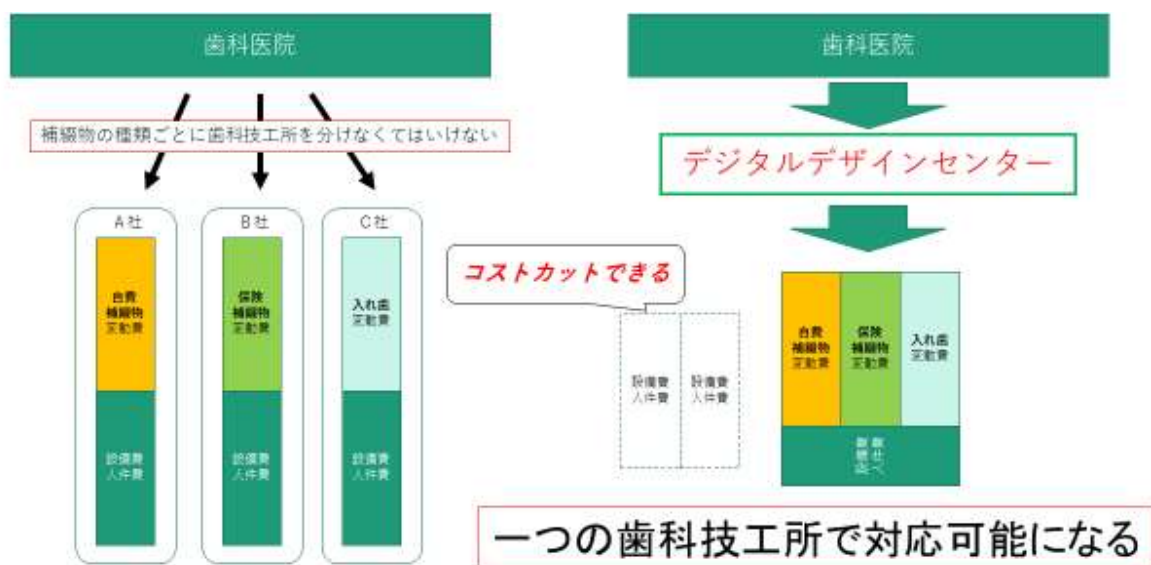 歯科医院
補綴物の種類ごとに歯科技工所を分けなくてはいけない
A社
自費
補綴物
変動費
設備費
人件費
B社
保険
補綴物
変動費
設備費
人件費
C社
入れ歯
変動費
設備費
人件費
歯科医院
デジタルデザインセンター
コストカットできる
設備費
人件費
設備費
人件費
自費
補綴物
変動費
保険
補綴物
変動費
入れ歯
変動費
設備費
人件費
一つの歯科技工所で対応可能になる